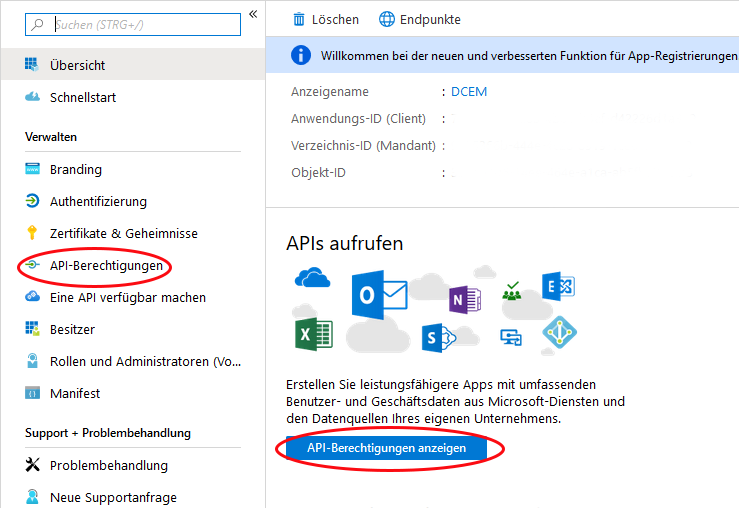 «
Suchen (STRG+/)
Übersicht
Schnellstart
Verwalten
Branding
Authentifizierung
Zertifikate & Geheimnisse
API-Berechtigungen
Eine API verfügbar machen
Besitzer
Rollen und Administratoren (Vo...
Manifest
Support + Problembehandlung
Problembehandlung
Neue Supportanfrage
Löschen
Endpunkte
Willkommen bei der neuen und verbesserten Funktion für App-Registrierungen
Anzeigename : DCEM
Anwendungs-ID (Client) :
Verzeichnis-ID (Mandant) :
Objekt-ID :
APIs aufrufen
Erstellen Sie leistungsfähigere Apps mit umfassenden
Benutzer- und Geschäftsdaten aus Microsoft-Diensten und
den Datenquellen Ihres eigenen Unternehmens.
API-Berechtigungen anzeigen